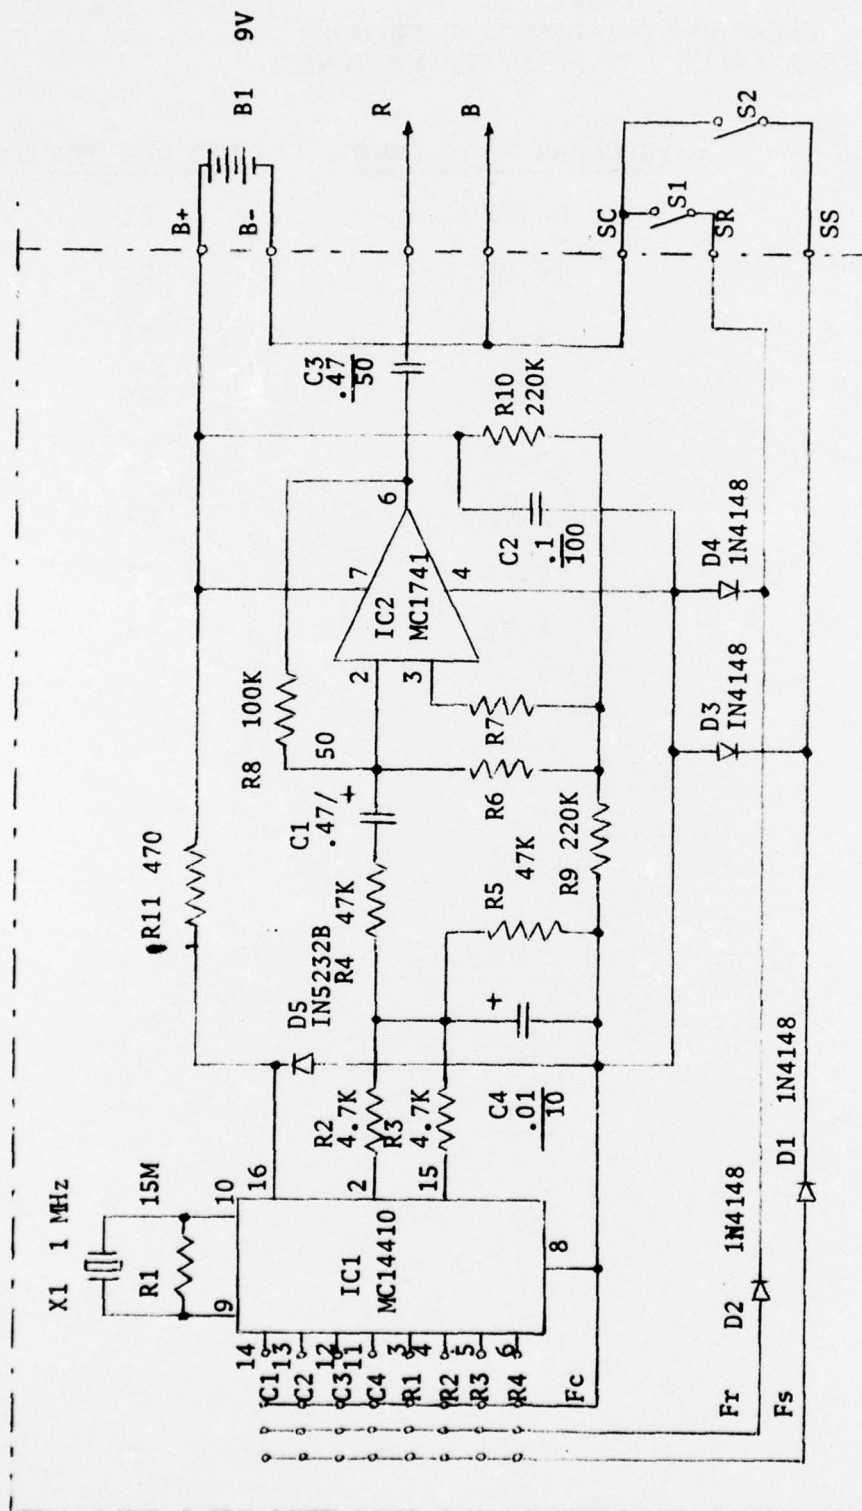 X1 1 MHz
R1
15M
9
10
16
2
15
8
IC1
MC14410
14
13
12
11
3
4
5
6
C1
C2
C3
C4
R1
R2
R3
R4
Fc
Fr
Fs
R11 470
D5
IN5232B
R2
4.7K
R3
4.7K
R4
47K
C1
.47/
50
+
C4
.01
10
+
R5
47K
R6
R7
R8 100K
R9 220K
IC2
MC1741
2
3
7
4
6
C3
.47
50
C2
.1
100
R10
220K
D3
IN4148
D4
1N4148
D2 1N4148
D1 1N4148
B+
B-
B1 9V
R
B
SC
S1
SR
S2
SS